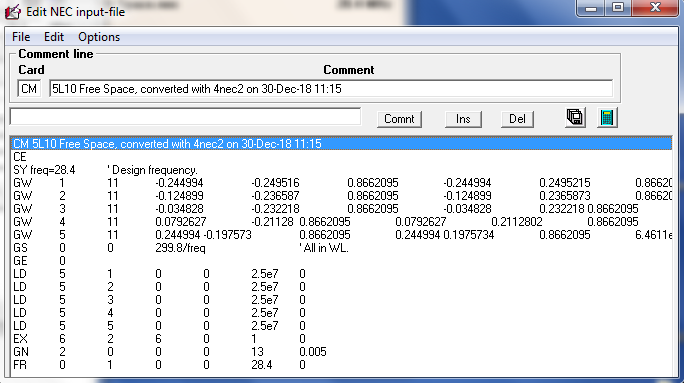 Edit NEC input-file
File Edit Options
Comment line
Card Comment
CM 5L10 Free Space, converted with 4nec2 on 30-Dec-18 11:15
Comnt Ins Del
CM 5L10 Free Space, converted with 4nec2 on 30-Dec-18 11:15
CE
SY freq=28.4 ' Design frequency.
GW 1 11 -0.244994 -0.249516 0.8662095 -0.244994 0.2495215 0.8662
GW 2 11 -0.124899 -0.236587 0.8662095 -0.124899 0.2365873 0.8662
GW 3 11 -0.034828 -0.232218 0.8662095 -0.034828 0.232218 0.8662095
GW 4 11 0.0792627 -0.21128 0.8662095 0.0792627 0.2112802 0.8662095
GW 5 11 0.244994 -0.197573 0.8662095 0.244994 0.1975734 0.8662095 6.4611e
GS 0 0 299.8/freq ' All in WL.
GE 0
LD 5 1 0 0 2.5e7 0
LD 5 2 0 0 2.5e7 0
LD 5 3 0 0 2.5e7 0
LD 5 4 0 0 2.5e7 0
LD 5 5 0 0 2.5e7 0
EX 6 2 6 0 1 0
GN 2 0 0 0 13 0.005
FR 0 1 0 0 28.4 0